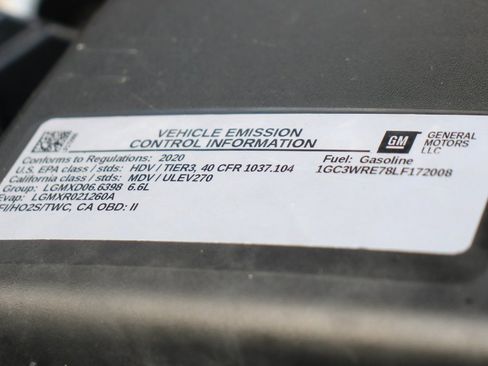 VEHICLE EMISSION
CONTROL INFORMATION
GM
GENERAL
MOTORS
LLC
Conforms to Regulations: 2020
U.S. EPA class / stds: HDV / TIER3, 40 CFR 1037.104
California class / stds: MDV / ULEV270
Group: LGMXD06.6398 6.6L
Evap: LGMXR021260A
FI/HO2S/TWC, CA OBD: II
Fuel: Gasoline
1GC3WRE78LF172008